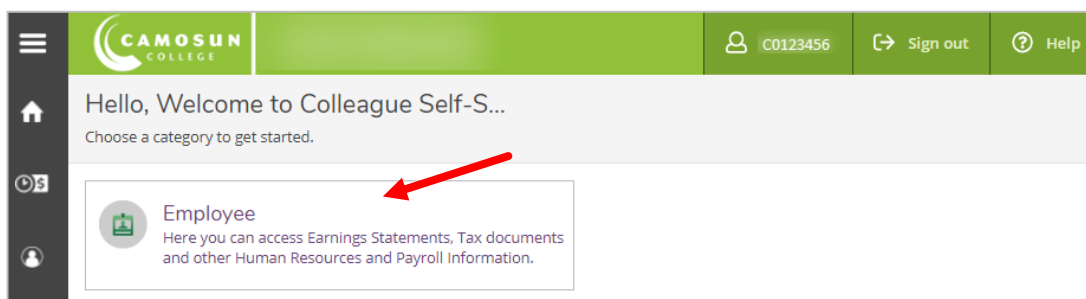 CAMOSUN
COLLEGE
C0123456
Sign out
Help
Hello, Welcome to Colleague Self-S...
Choose a category to get started.
$
Employee
Here you can access Earnings Statements, Tax documents
and other Human Resources and Payroll Information.